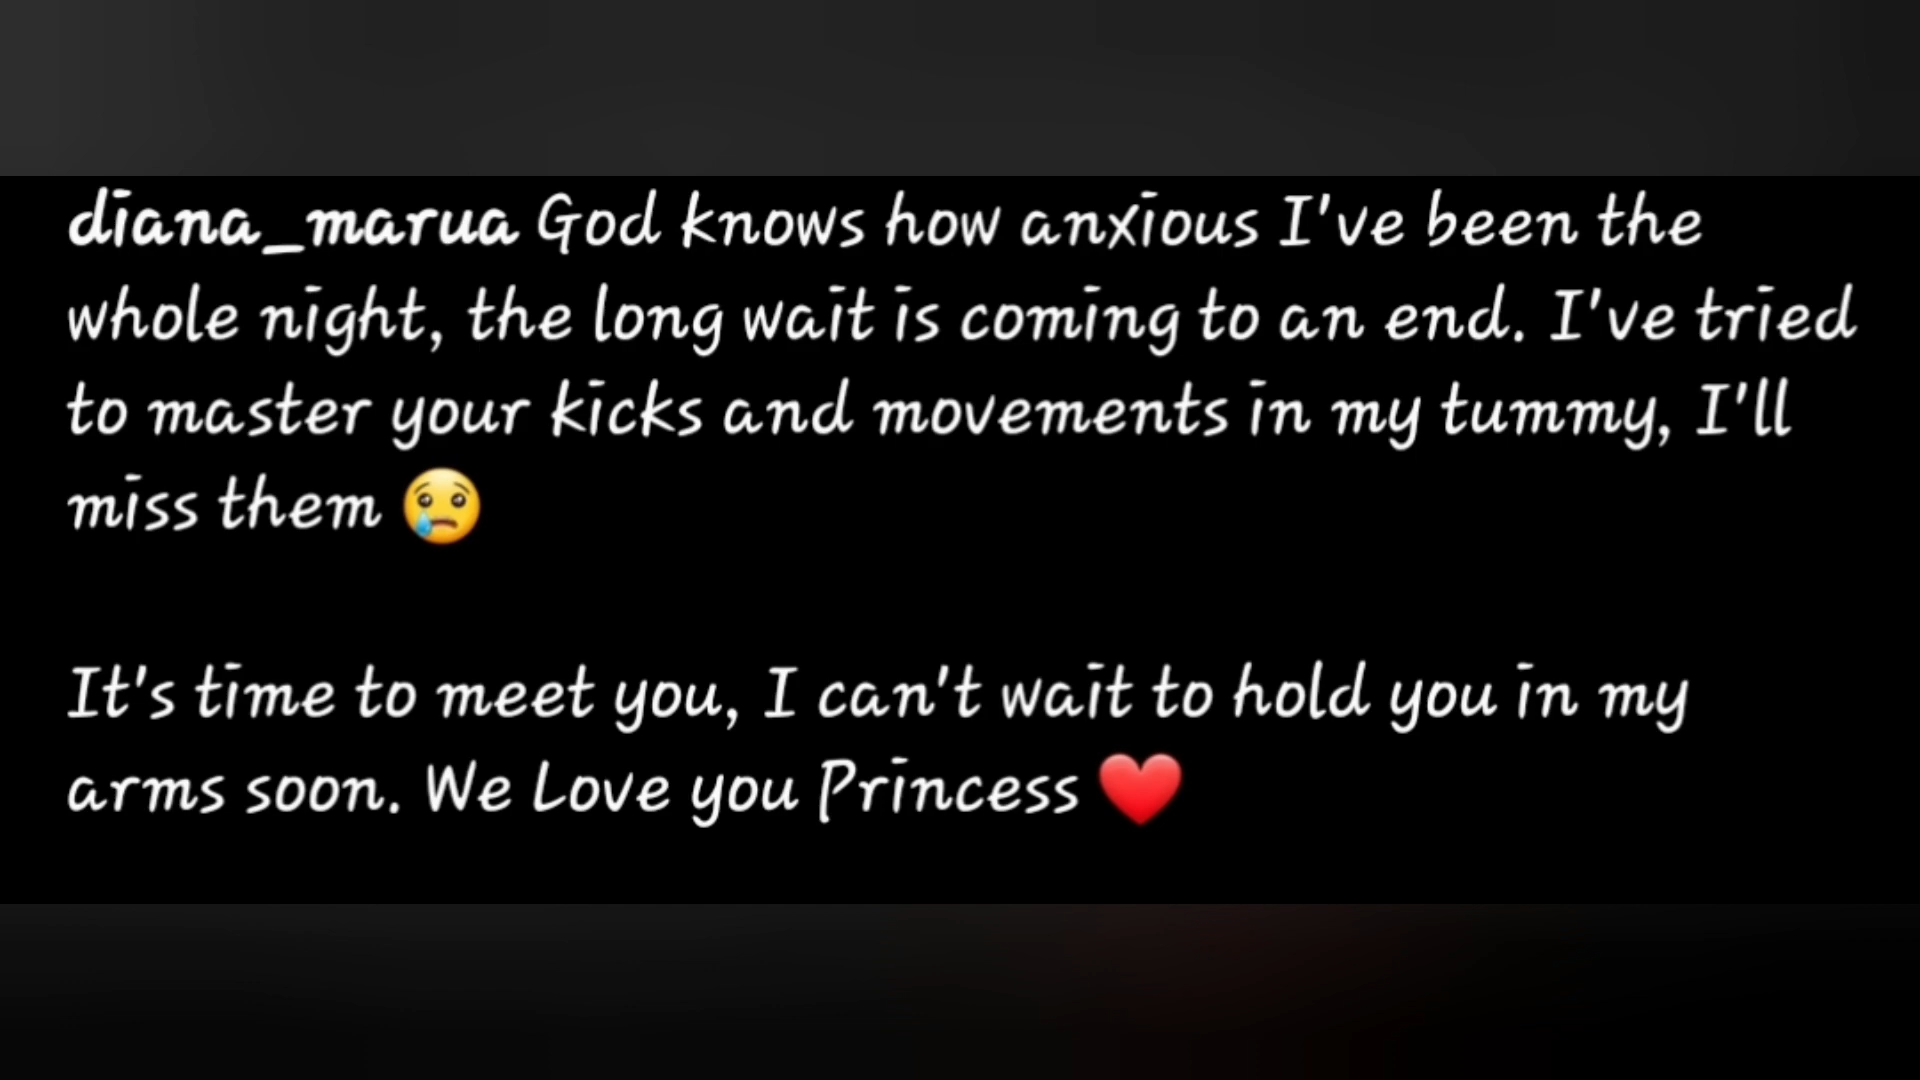 diana_marua God knows how anxious I've been the
whole night, the long wait is coming to an end. I've tried
to master your kicks and movements in my tummy, I'll
miss them 😢
It's time to meet you, I can't wait to hold you in my
arms soon. We Love you Princess ❤️